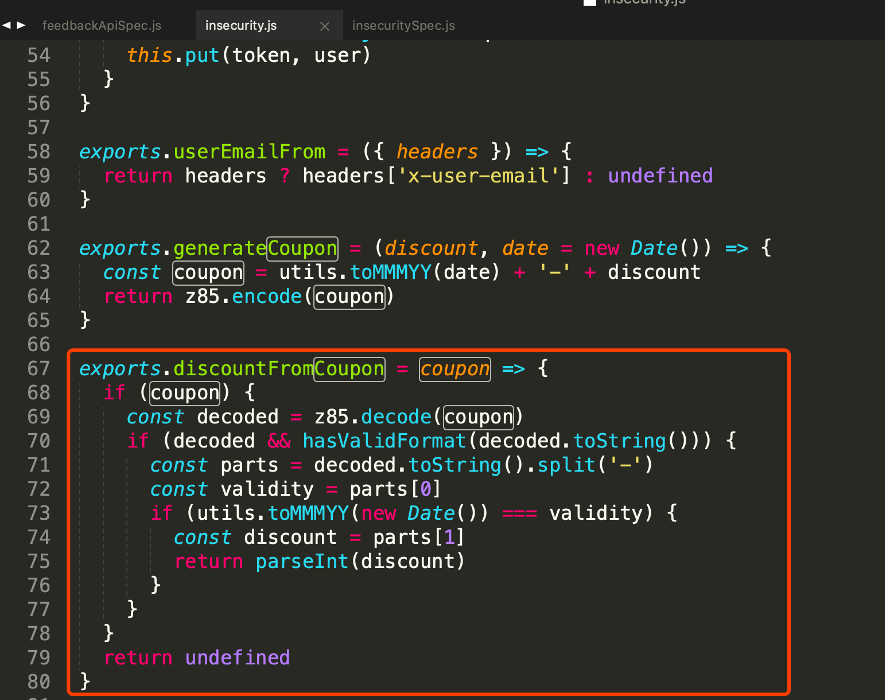 insecurity.js
feedbackApiSpec.js insecurity.js × insecuritySpec.js
54 this.put(token, user)
55 }
56 }
57
58 exports.userEmailFrom = ({ headers }) => {
59 return headers ? headers['x-user-email'] : undefined
60 }
61
62 exports.generateCoupon = (discount, date = new Date()) => {
63 const coupon = utils.toMMMYY(date) + '-' + discount
64 return z85.encode(coupon)
65 }
66
67 exports.discountFromCoupon = coupon => {
68 if (coupon) {
69 const decoded = z85.decode(coupon)
70 if (decoded && hasValidFormat(decoded.toString())) {
71 const parts = decoded.toString().split('-')
72 const validity = parts[0]
73 if (utils.toMMMYY(new Date()) === validity) {
74 const discount = parts[1]
75 return parseInt(discount)
76 }
77 }
78 }
79 return undefined
80 }